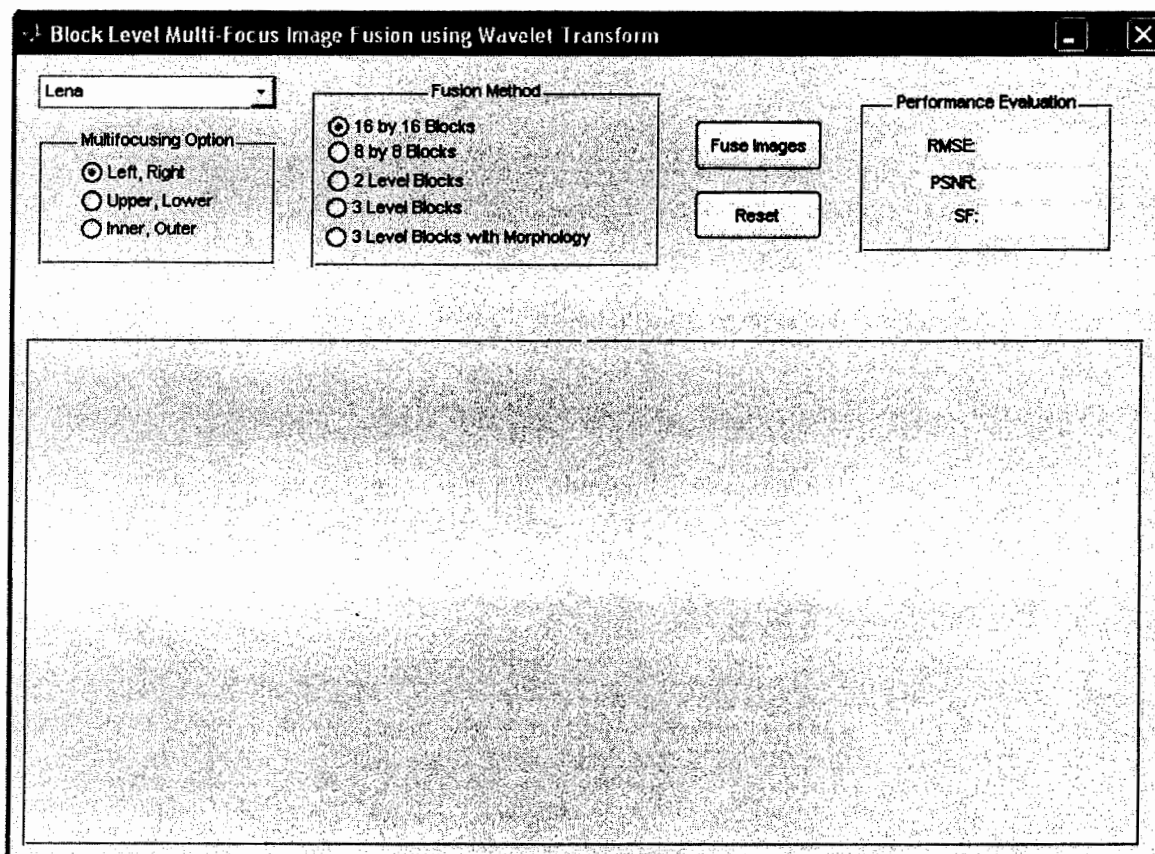 Block Level Multi-Focus Image Fusion using Wavelet Transform
Lena
Multifocusing Option
Left, Right
Upper, Lower
Inner, Outer
Fusion Method
16 by 16 Blocks
8 by 8 Blocks
2 Level Blocks
3 Level Blocks
3 Level Blocks with Morphology
Fuse Images
Reset
Performance Evaluation
RMSE:
PSNR:
SF: